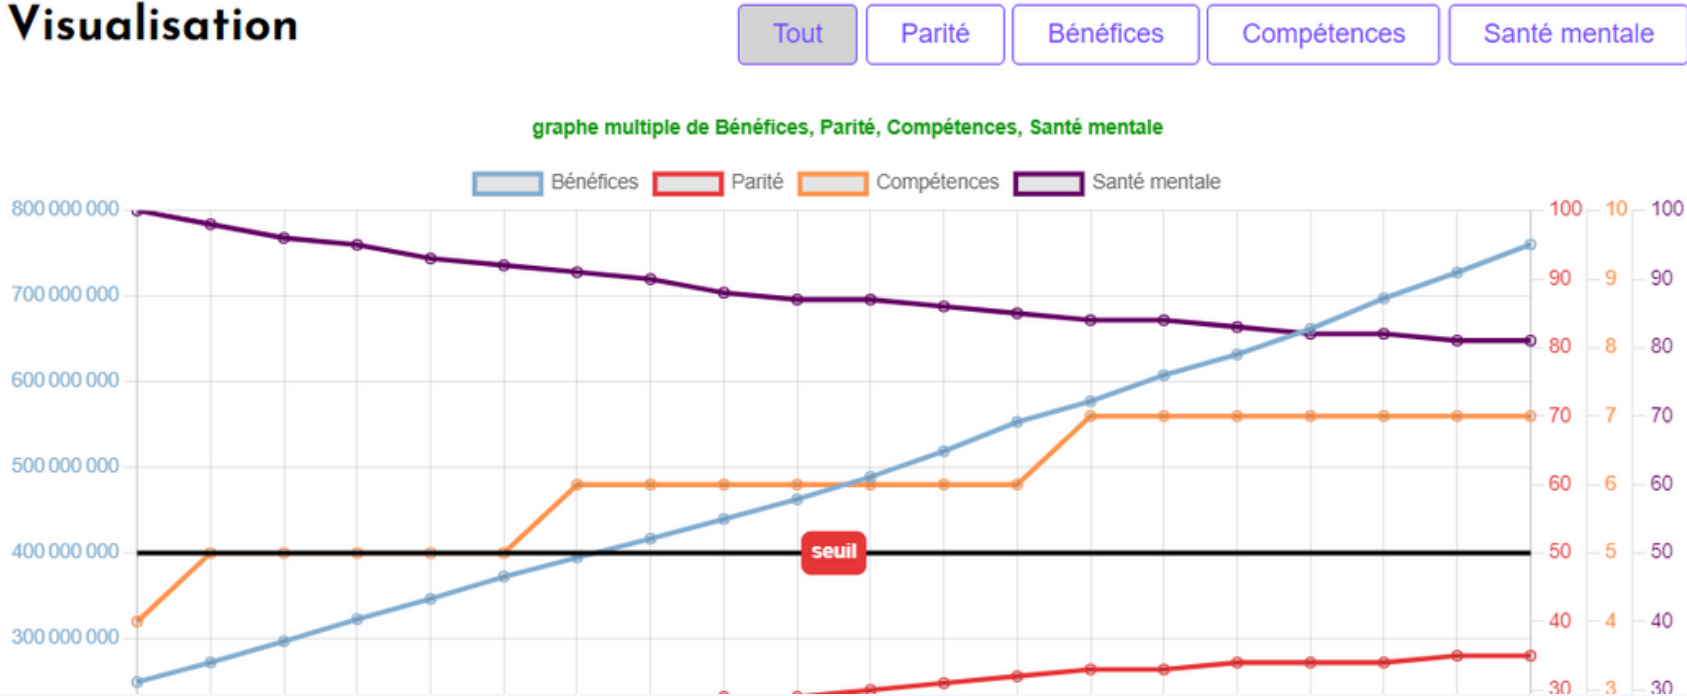 Visualisation
Tout Parité Bénéfices Compétences Santé mentale
graphe multiple de Bénéfices, Parité, Compétences, Santé mentale
Bénéfices Parité Compétences Santé mentale
800 000 000 100 10 100
90 9 90
700 000 000
80 8 80
600 000 000
70 7 70
500 000 000
60 6 60
400 000 000 seuil 50 5 50
40 4 40
300 000 000
30 3 30